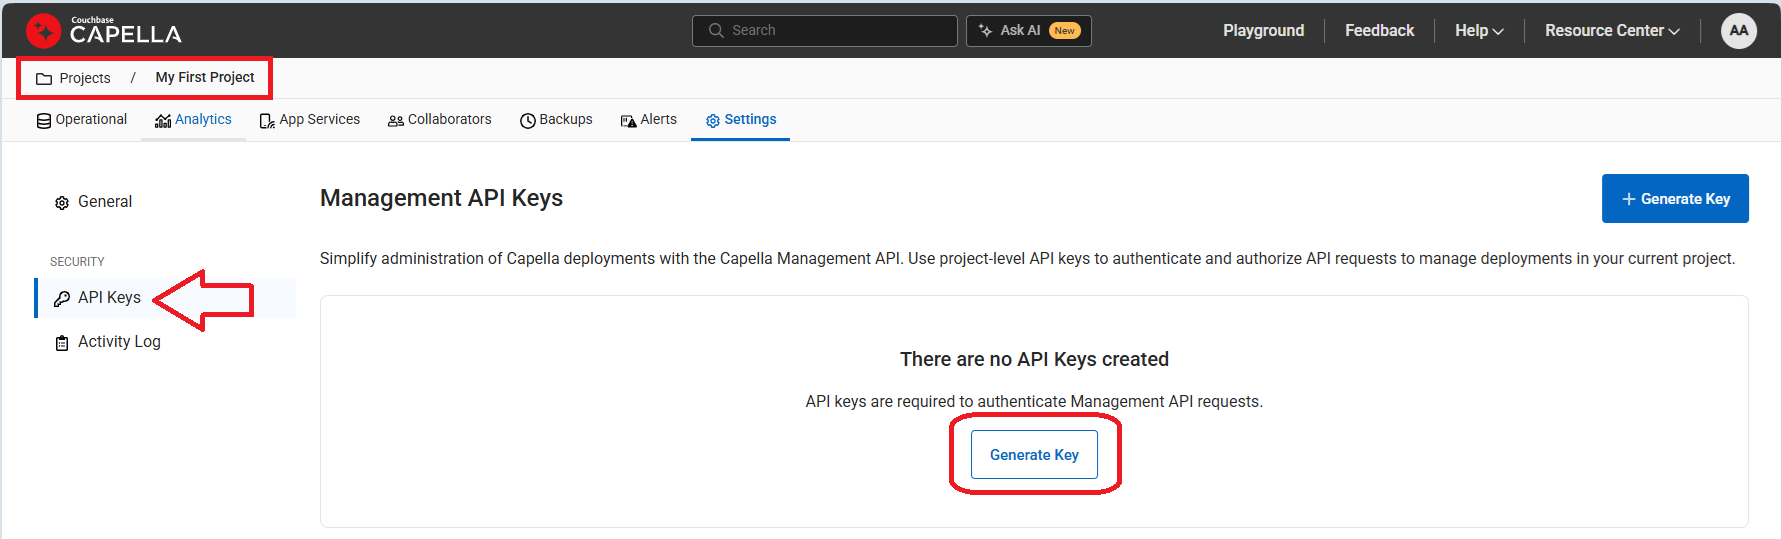 Couchbase
CAPELLA
Search
Ask AI New
Playground
Feedback
Help
Resource Center
AA
Projects / My First Project
Operational
Analytics
App Services
Collaborators
Backups
Alerts
Settings
General
SECURITY
API Keys
Activity Log
Management API Keys
+ Generate Key
Simplify administration of Capella deployments with the Capella Management API. Use project-level API keys to authenticate and authorize API requests to manage deployments in your current project.
There are no API Keys created
API keys are required to authenticate Management API requests.
Generate Key